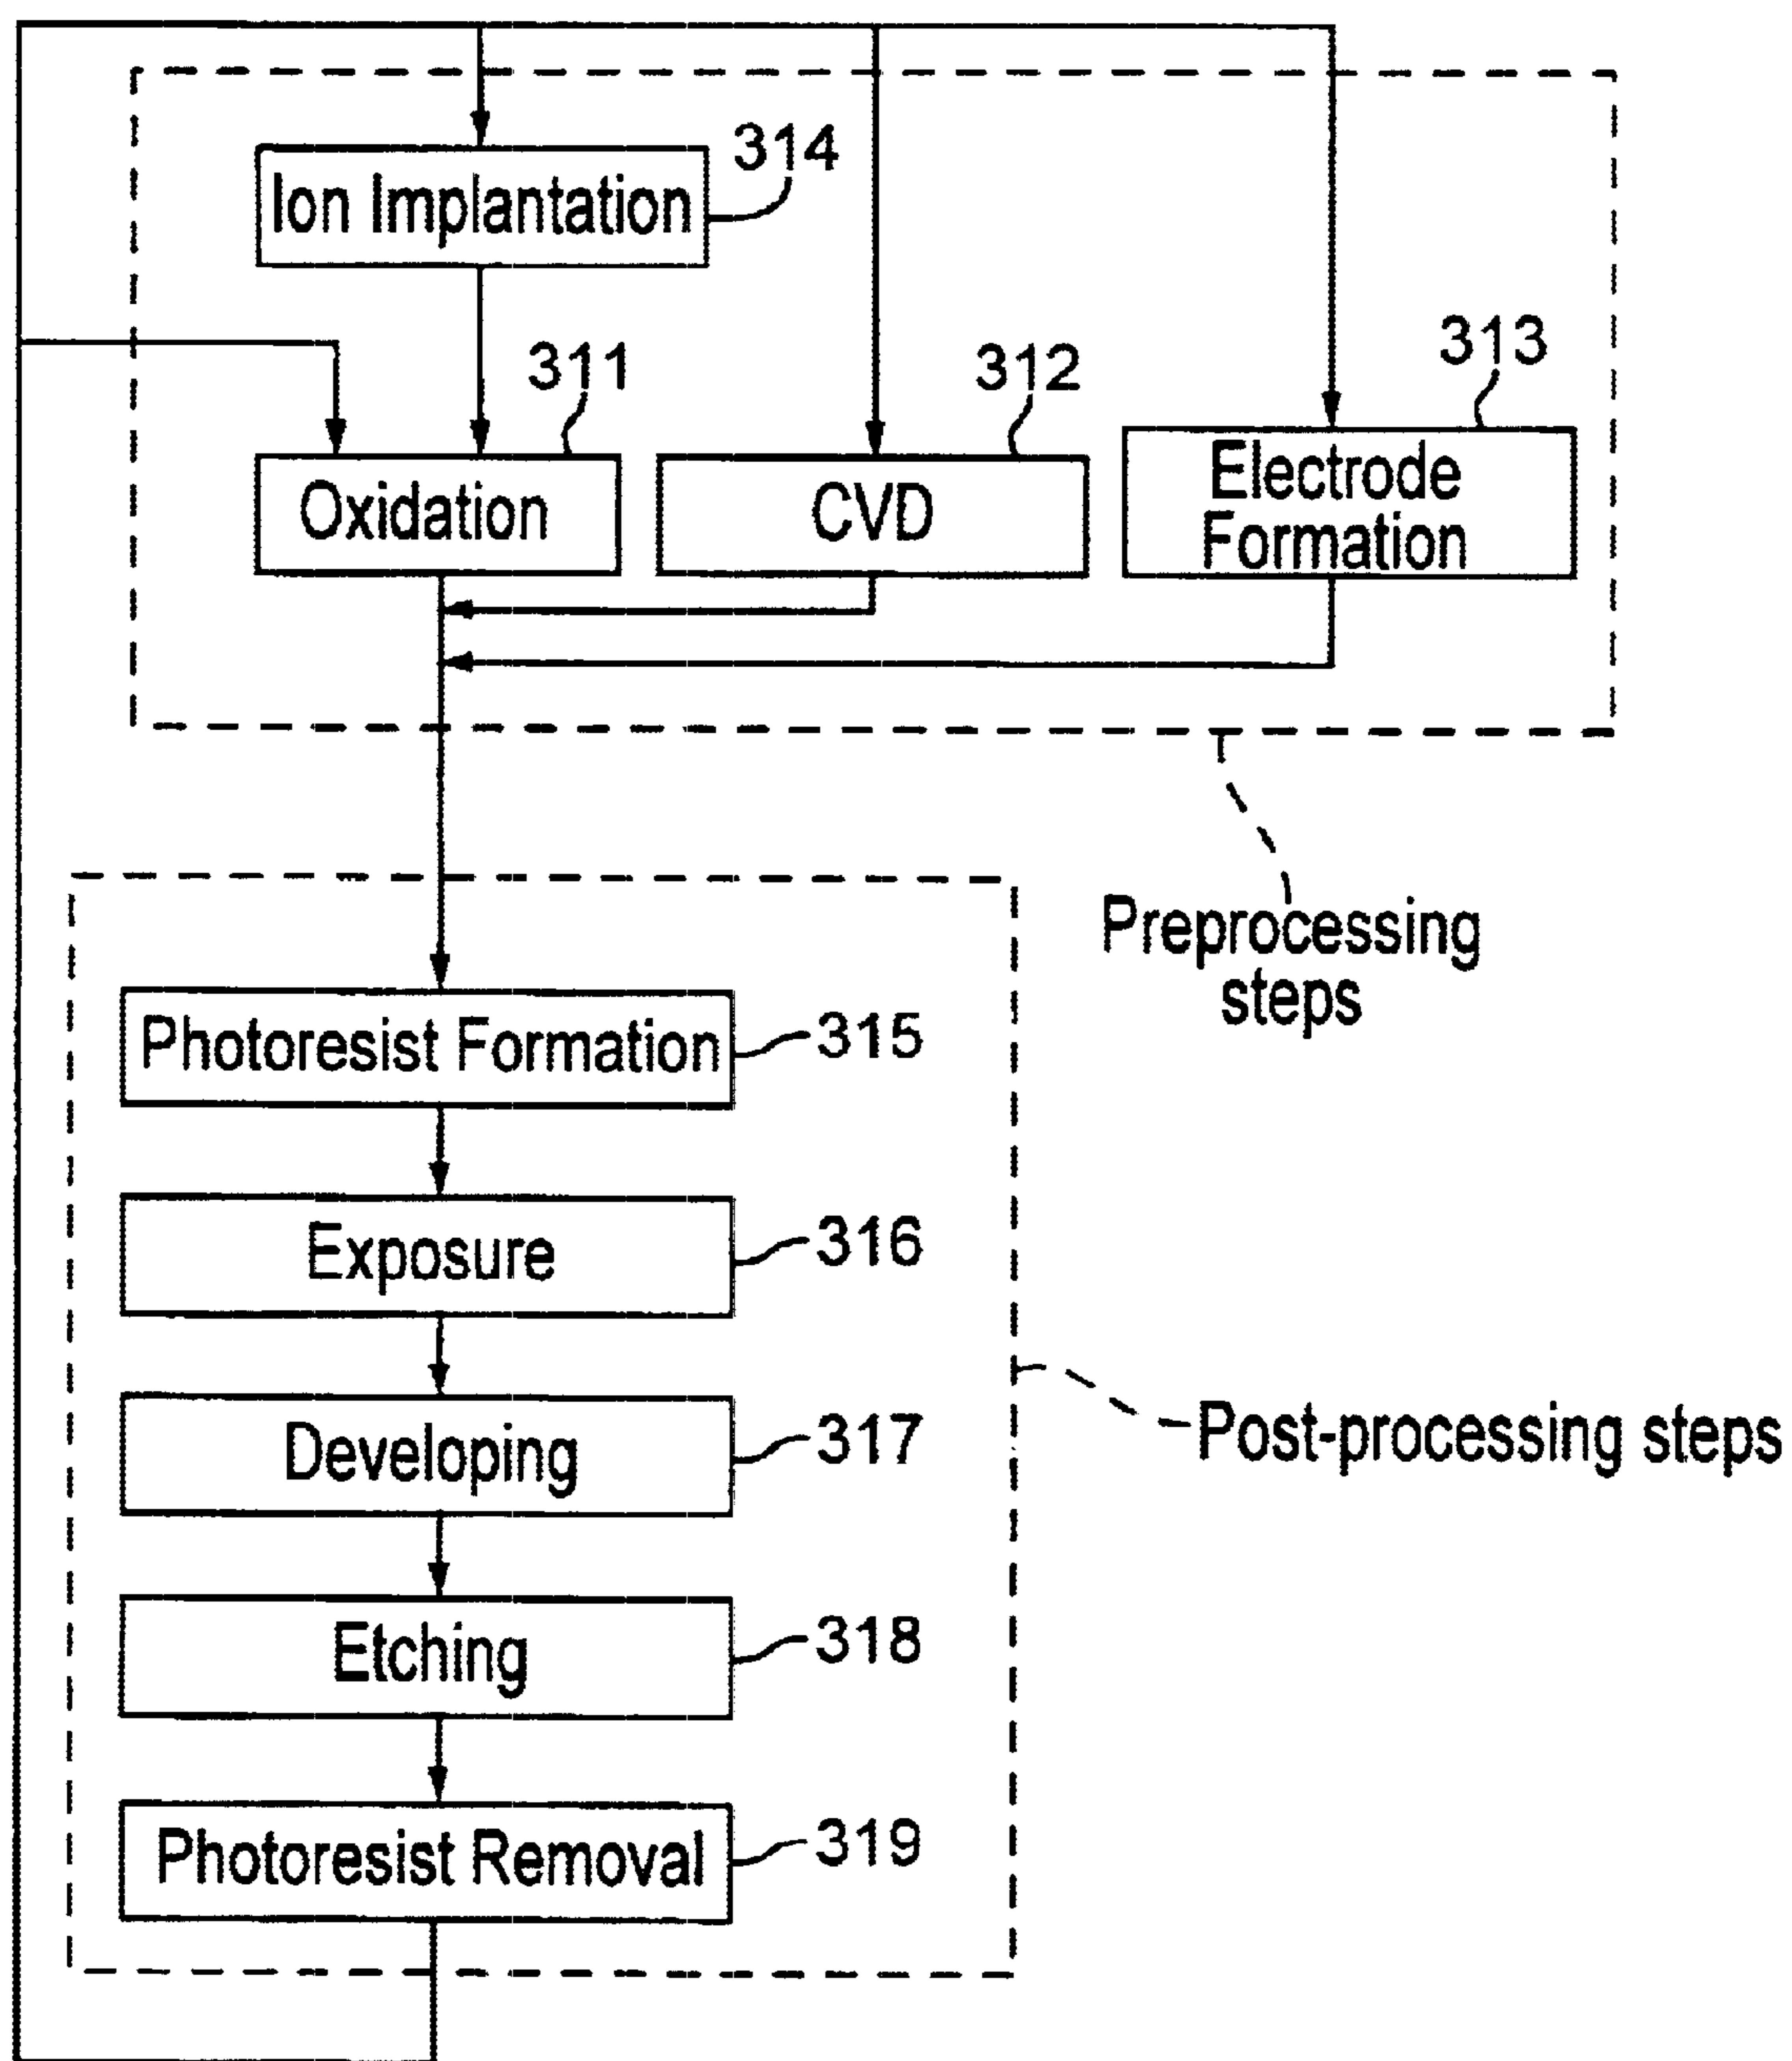 314
Ion Implantation
311
312
313
Oxidation
CVD
Electrode
Formation
Preprocessing
steps
Photoresist Formation
315
Exposure
316
Developing
317
Post-processing steps
Etching
318
Photoresist Removal
319